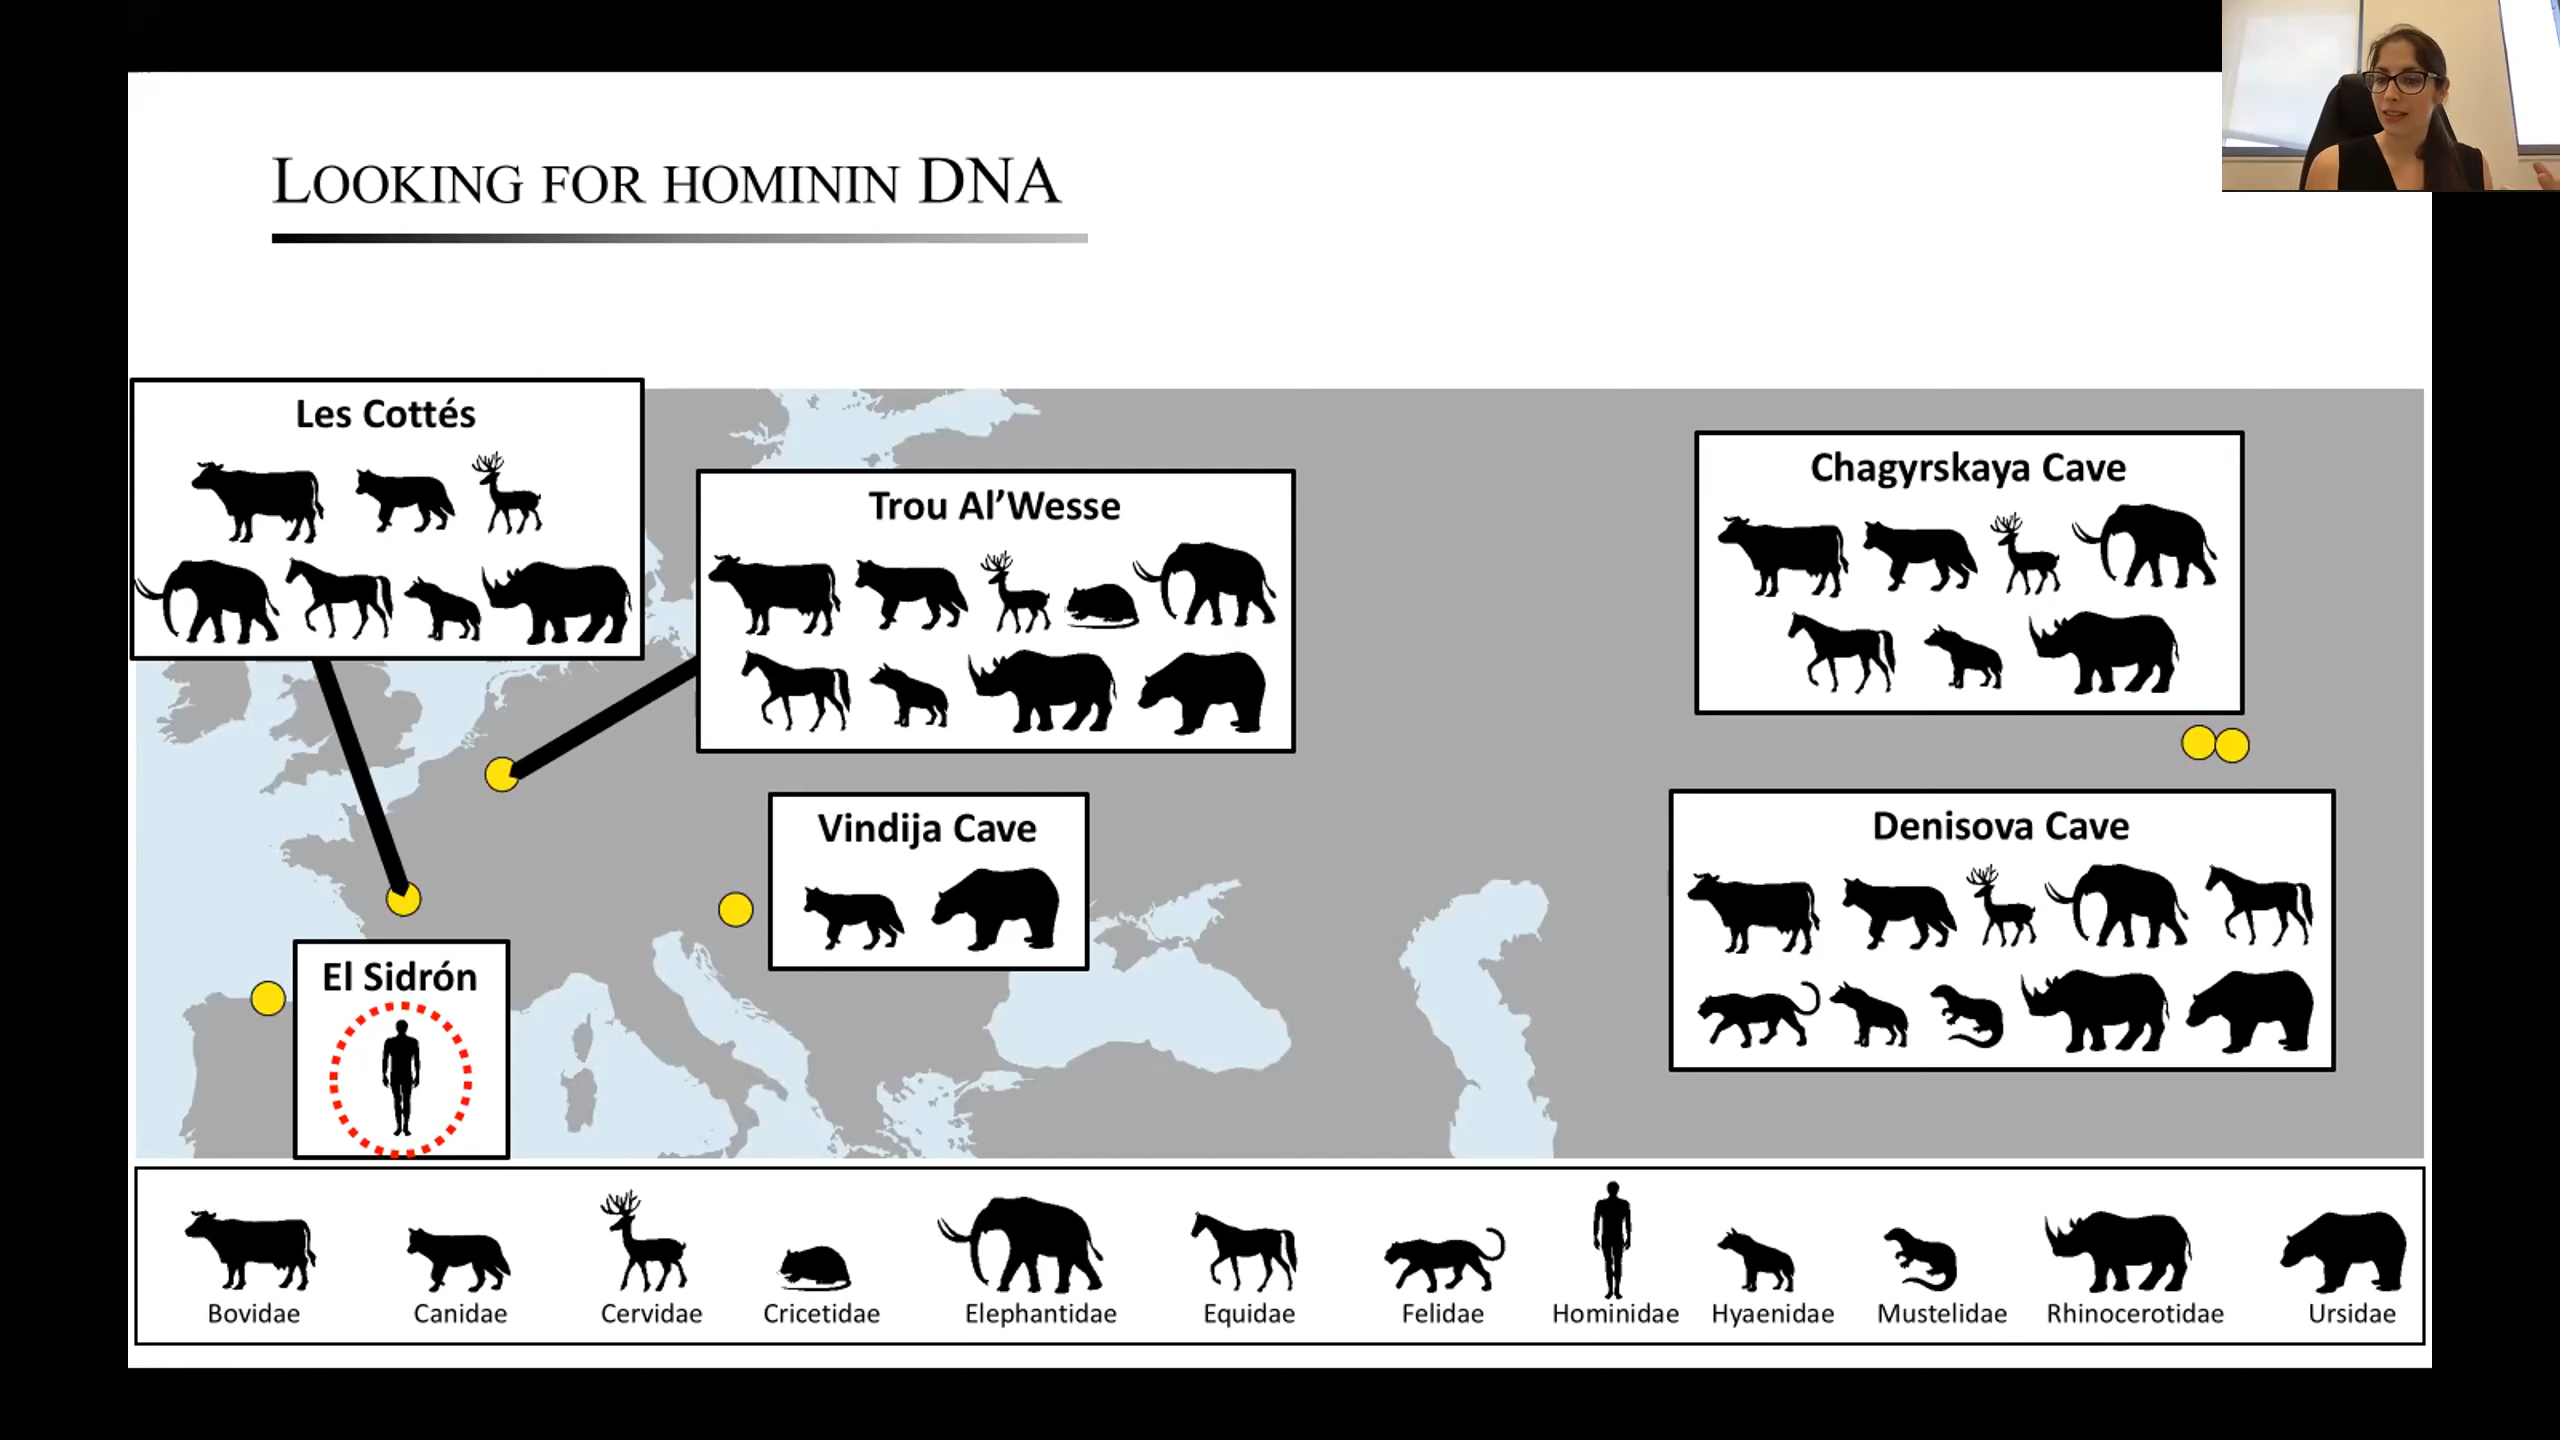 LOOKING FOR HOMININ DNA
Les Cottés
Trou Al’Wesse
Chagyrskaya Cave
Vindija Cave
Denisova Cave
El Sidrón
Bovidae Canidae Cervidae Cricetidae Elephantidae Equidae Felidae Hominidae Hyaenidae Mustelidae Rhinocerotidae Ursidae